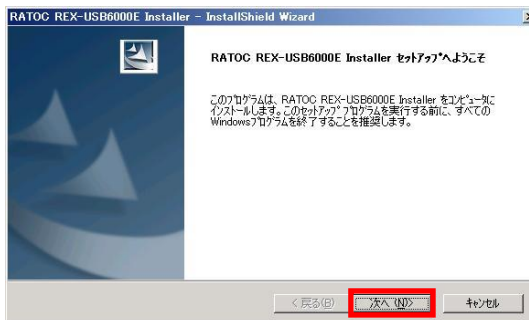 RATOC REX-USB6000E Installer - InstallShield Wizard
RATOC REX-USB6000E Installer ｾｯﾄｱｯﾌﾟへようこそ
このﾌﾟﾛｸﾞﾗﾑは、RATOC REX-USB6000E Installer をｺﾝﾋﾟｭｰﾀに
ｲﾝｽﾄｰﾙします。このｾｯﾄｱｯﾌﾟ ﾌﾟﾛｸﾞﾗﾑを実行する前に、すべての
Windowsﾌﾟﾛｸﾞﾗﾑを終了することを推奨します。
< 戻る(B)
次へ (N)>
ｷｬﾝｾﾙ